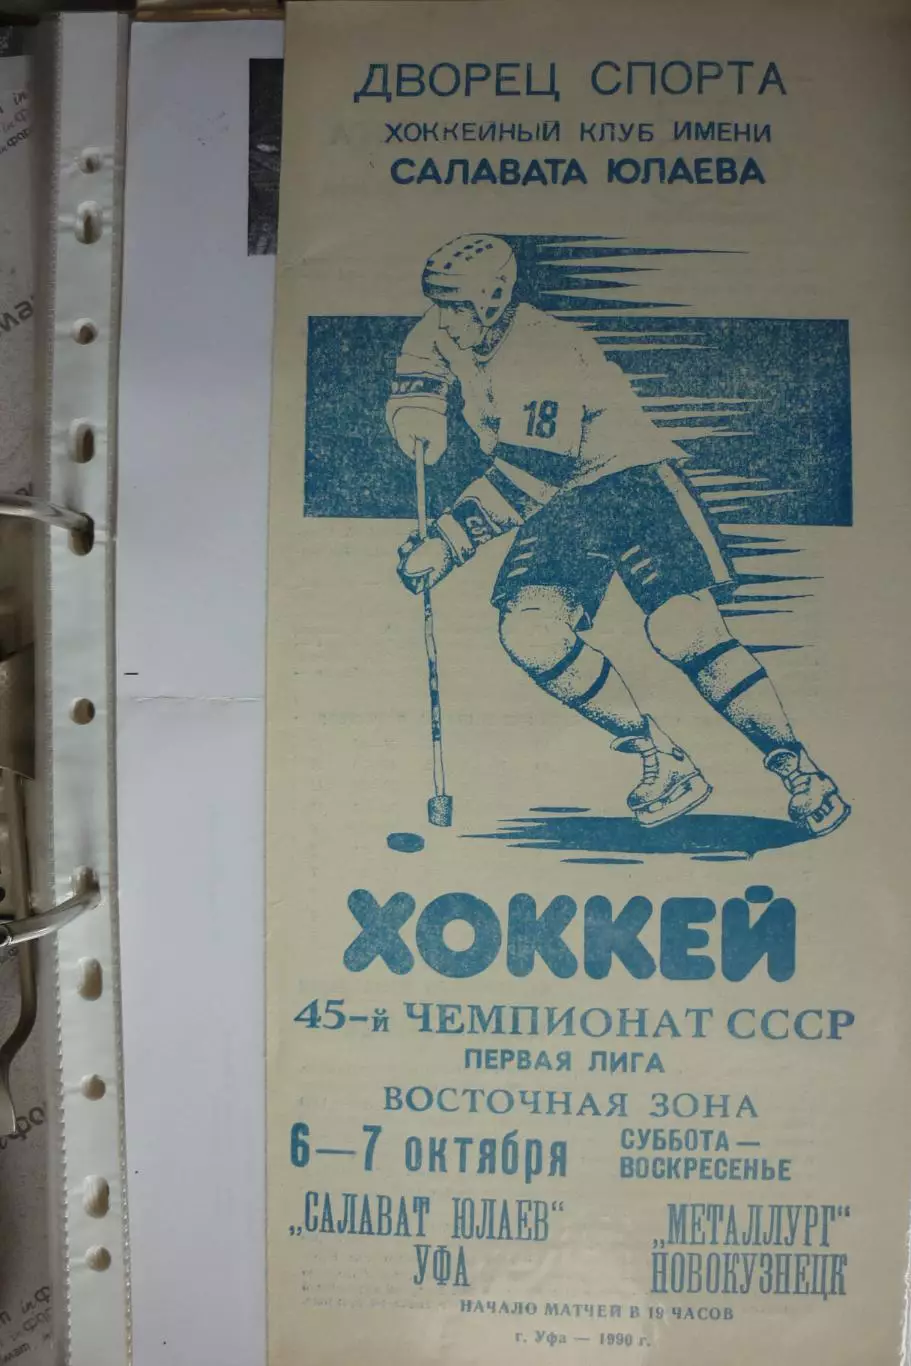 ДВОРЕЦ СПОРТА
ХОККЕЙНЫЙ КЛУБ ИМЕНИ
САЛАВАТА ЮЛАЕВА
18
ХОККЕЙ
45-й ЧЕМПИОНАТ СССР
ПЕРВАЯ ЛИГА
ВОСТОЧНАЯ ЗОНА
6—7 октября СУББОТА—
ВОСКРЕСЕНЬЕ
„САЛАВАТ ЮЛАЕВ“
УФА
„МЕТАЛЛУРГ“
НОВОКУЗНЕЦК
НАЧАЛО МАТЧЕЙ В 19 ЧАСОВ
г. Уфа — 1990 г.